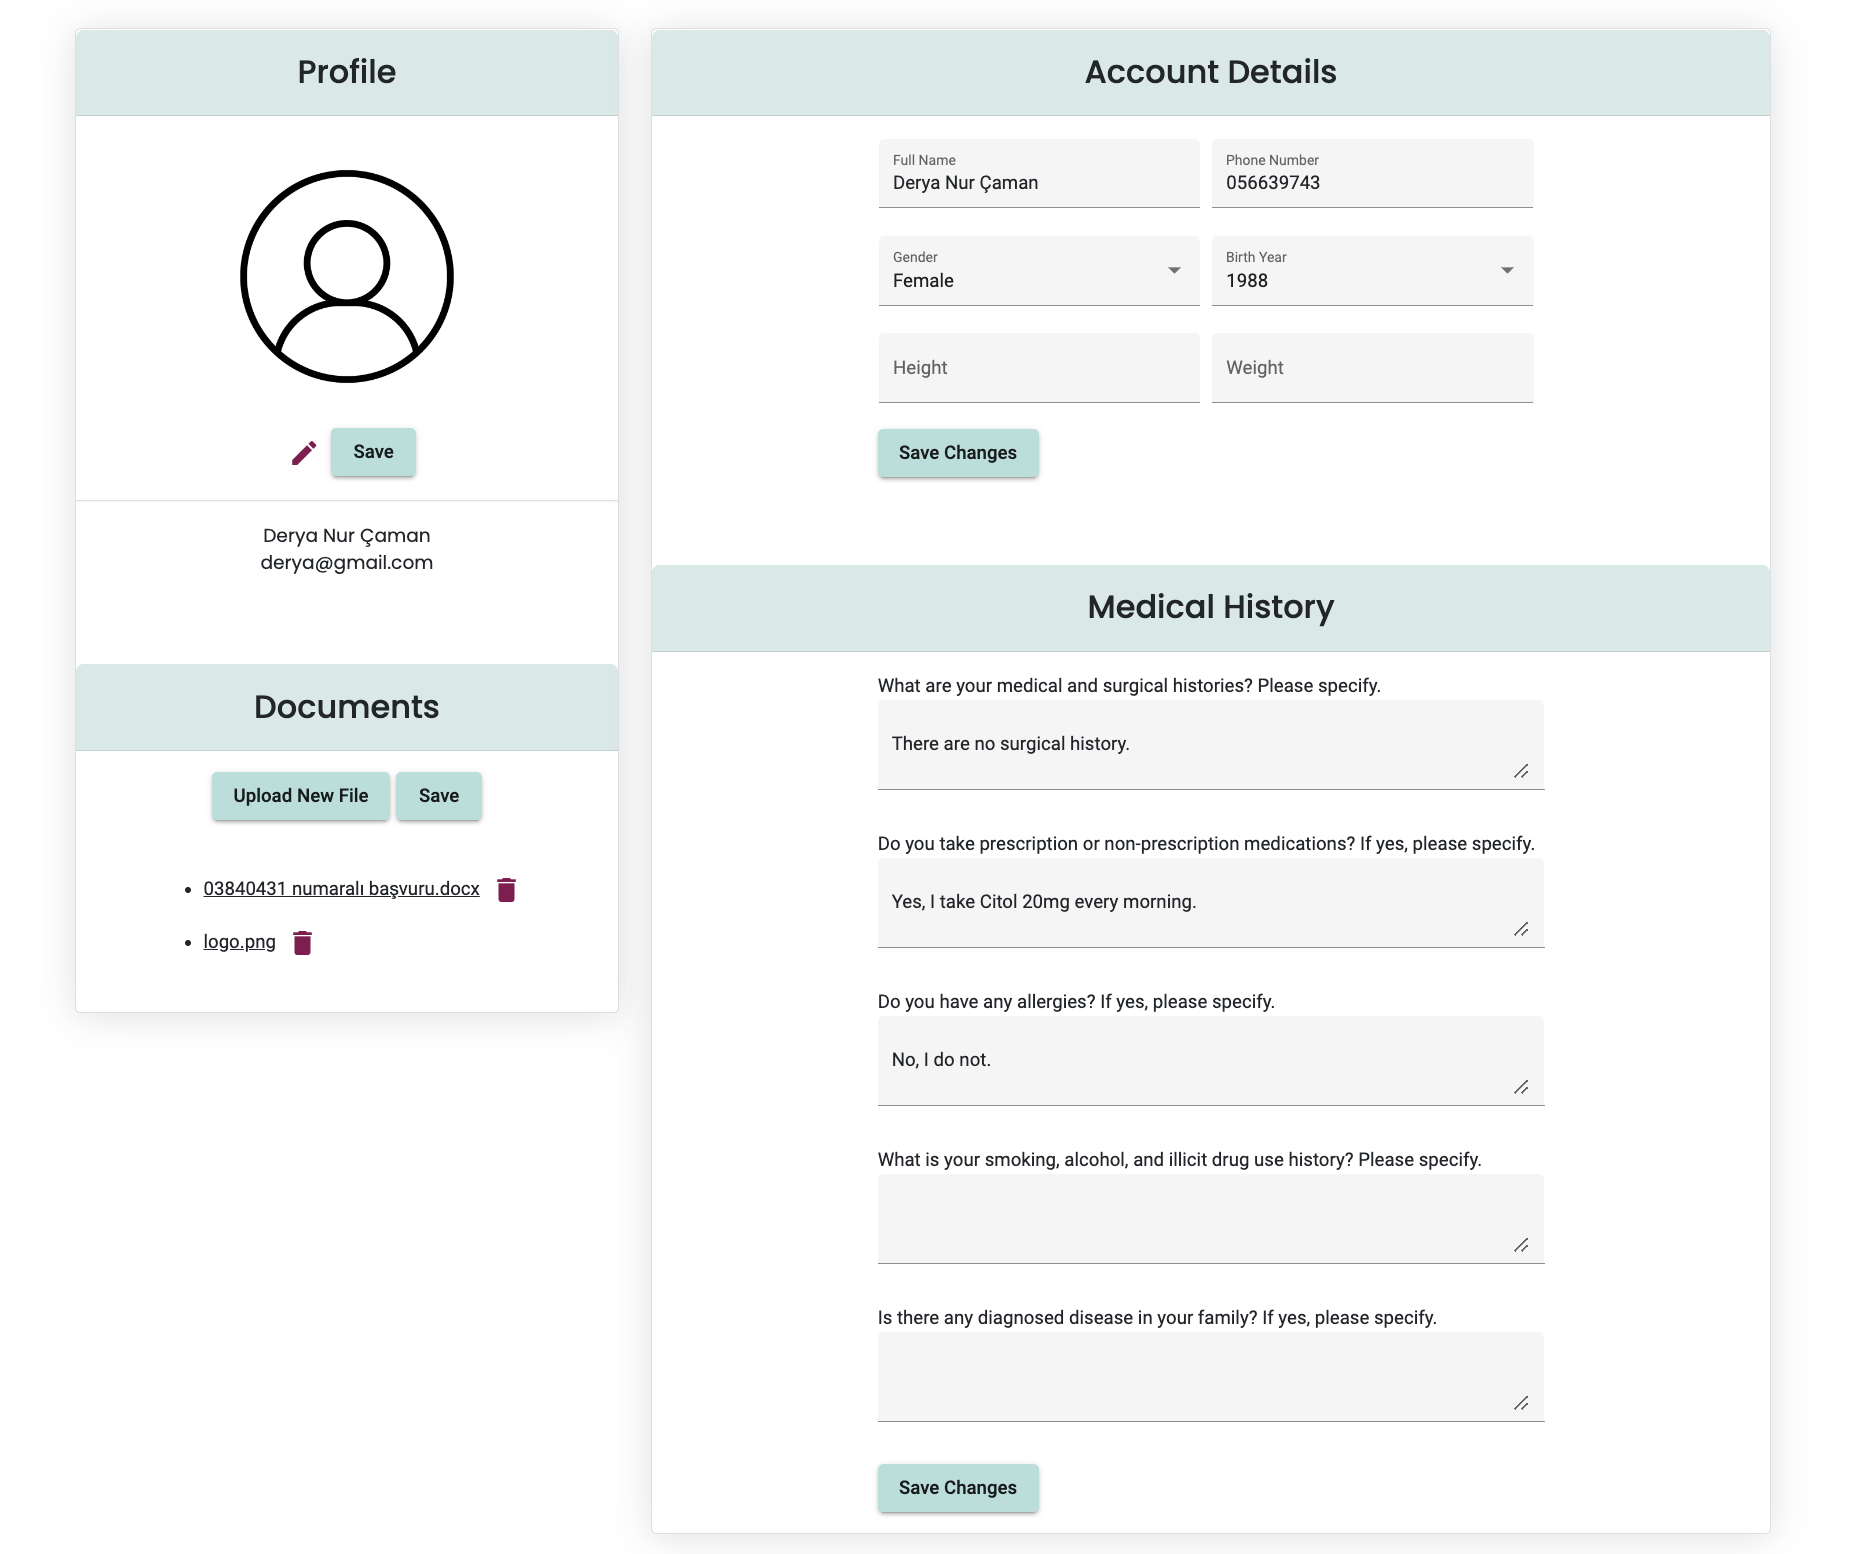 Profile
Save
Derya Nur Çaman
derya@gmail.com
Documents
Upload New File
Save
03840431 numaralı başvuru.docx
logo.png
Account Details
Full Name
Derya Nur Çaman
Phone Number
056639743
Gender
Female
Birth Year
1988
Height
Weight
Save Changes
Medical History
What are your medical and surgical histories? Please specify.
There are no surgical history.
Do you take prescription or non-prescription medications? If yes, please specify.
Yes, I take Citol 20mg every morning.
Do you have any allergies? If yes, please specify.
No, I do not.
What is your smoking, alcohol, and illicit drug use history? Please specify.
Is there any diagnosed disease in your family? If yes, please specify.
Save Changes